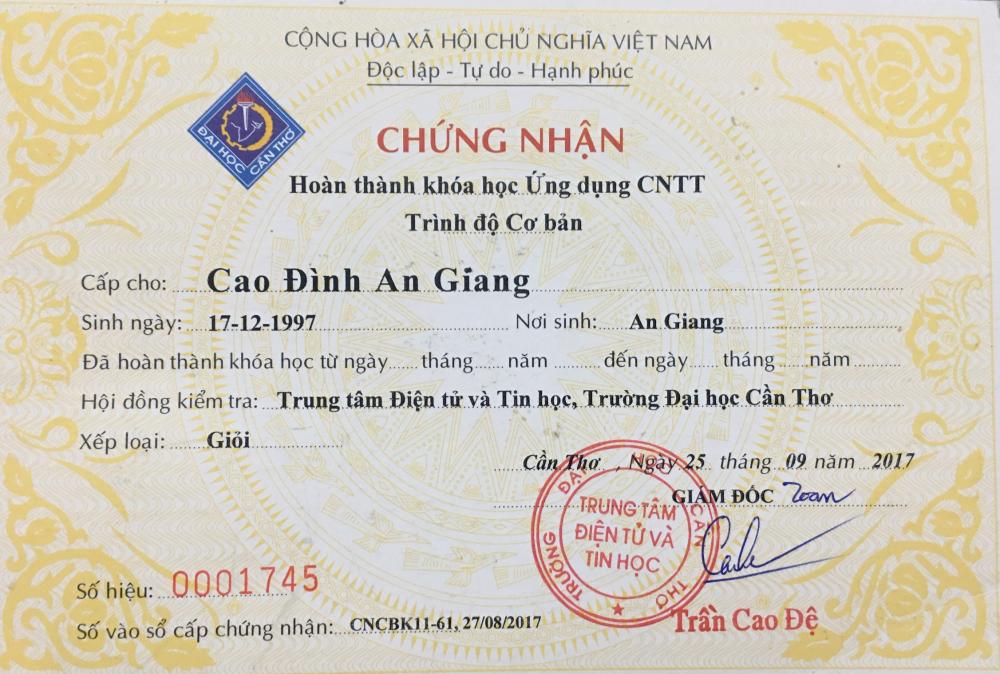 CỘNG HÒA XÃ HỘI CHỦ NGHĨA VIỆT NAM
Độc lập - Tự do - Hạnh phúc
ĐẠI HỌC CẦN THƠ
CHỨNG NHẬN
Hoàn thành khóa học Ứng dụng CNTT
Trình độ Cơ bản
Cấp cho: Cao Đình An Giang
Sinh ngày: 17-12-1997 Nơi sinh: An Giang
Đã hoàn thành khóa học từ ngày ...... tháng ...... năm ............ đến ngày ...... tháng ...... năm ............
Hội đồng kiểm tra: Trung tâm Điện tử và Tin học, Trường Đại học Cần Thơ
Xếp loại: Giỏi
Cần Thơ , Ngày 25 tháng 09 năm 2017
GIÁM ĐỐC
TRƯỜNG ĐẠI HỌC CẦN THƠ
TRUNG TÂM
ĐIỆN TỬ VÀ
TIN HỌC
Trần Cao Đệ
Số hiệu: 0001745
Số vào sổ cấp chứng nhận: CNCBK11-61, 27/08/2017